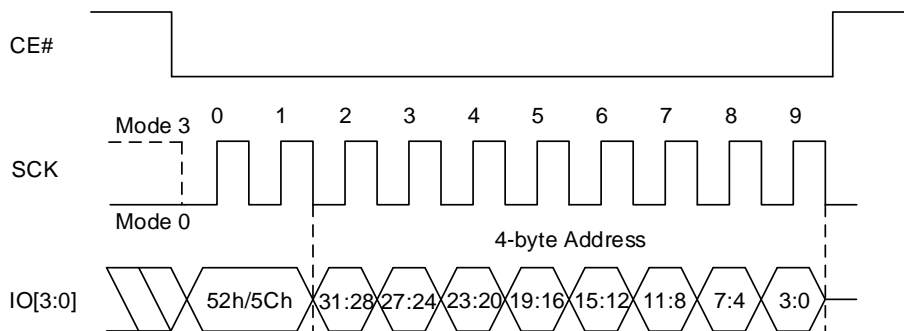 CE#
0 1 2 3 4 5 6 7 8 9
Mode 3
SCK
Mode 0
4-byte Address
IO[3:0] 52h/5Ch 31:28 27:24 23:20 19:16 15:12 11:8 7:4 3:0